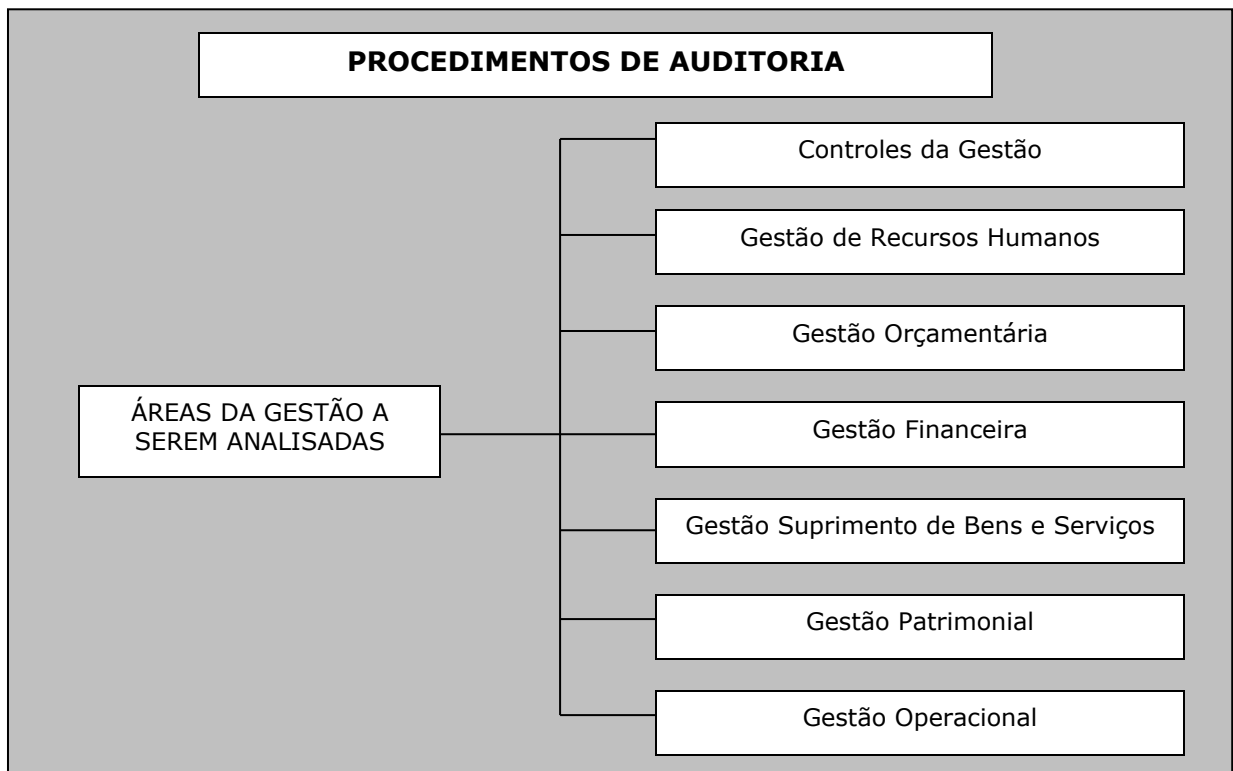 PROCEDIMENTOS DE AUDITORIA
Controles da Gestão
Gestão de Recursos Humanos
Gestão Orçamentária
ÁREAS DA GESTÃO A
SEREM ANALISADAS
Gestão Financeira
Gestão Suprimento de Bens e Serviços
Gestão Patrimonial
Gestão Operacional